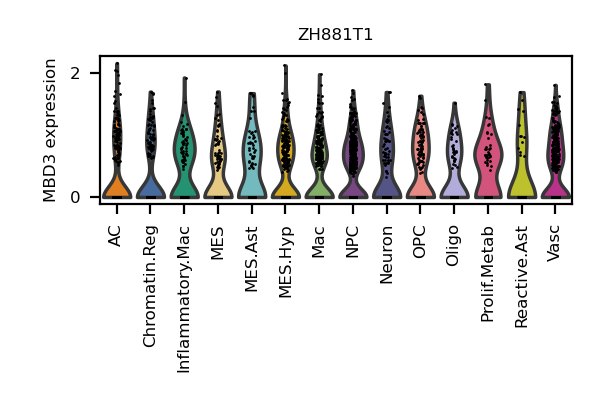 ZH881T1
MBD3 expression
2
0
AC
Chromatin.Reg
Inflammatory.Mac
MES
MES.Ast
MES.Hyp
Mac
NPC
Neuron
OPC
Oligo
Prolif.Metab
Reactive.Ast
Vasc